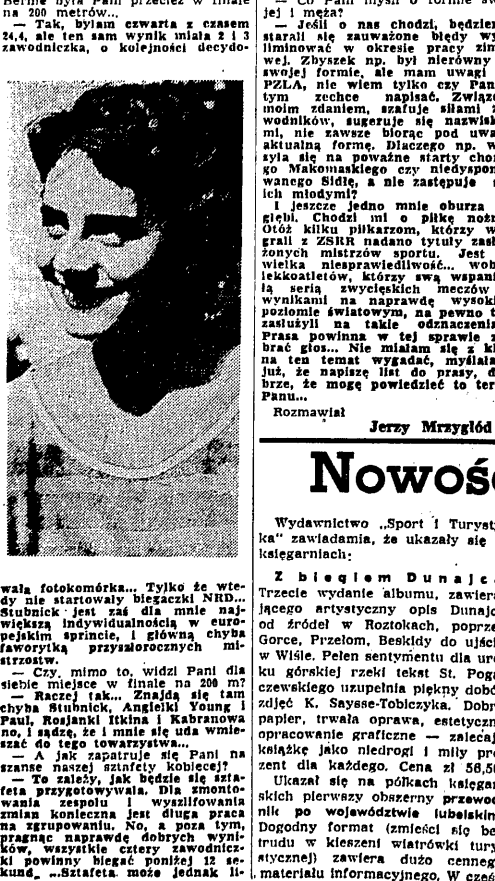 Bernie była Pani przecież w finale
na 200 metrów...
— Tak, byłam czwarta z czasem
24,4, ale ten sam wynik miała 2 i 3
zawodniczka, o kolejności decydo-
wała fotokomórka... Tylko że wte-
dy nie startowały biegaczki NRD...
Stubnick jest zaś dla mnie naj-
większą indywidualnością w euro-
pejskim sprincie, i główną chyba
faworytką przyszłorocznych mi-
strzostw.
— Czy, mimo to, widzi Pani dla
siebie miejsce w finale na 200 m?
— Raczej tak... Znajdą się tam
chyba Stubnick, Angielki Young i
Paul, Rosjanki Itkina i Kabranowa
no, i sądzę, że i mnie się uda wmie-
szać do tego towarzystwa...
— A jak zapatruje się Pani na
szanse naszej sztafety kobiecej?
— To zależy, jak będzie się szta-
feta przygotowywała. Dla zmonto-
wania zespołu i wyszlifowania
zmian konieczna jest długa praca
na zgrupowaniu. No, a poza tym,
pragnąc naprawdę dobrych wyni-
ków, wszystkie cztery zawodnicz-
ki powinny biegać poniżej 12 se-
kund. „Sztafeta może jednak li-
— Co Pani myśli o formie sw
jej i męża?
— Jeśli o nas chodzi, będzien
starali się zauważone błędy wy
liminować w okresie pracy zim
wej. Zbyszek np. był nierówny
swojej formie, ale mam uwagi
PZLA, nie wiem tylko czy Pan
tym zechce napisać. Związe
moim zdaniem, szafuje siłami z
wodników, sugeruje się nazwisk
mi, nie zawsze biorąc pod uwa
aktualną formę. Dlaczego np. w
syła się na poważne starty chor
go Makomaskiego czy niedyspon
wanego Sidłę, a nie zastępuje s
ich młodymi?
I jeszcze jedno mnie oburza
głębi. Chodzi mi o piłkę nożn
Otóż kilku piłkarzom, którzy w
grali z ZSRR nadano tytuły zasł
żonych mistrzów sportu. Jest
wielka niesprawiedliwość... wob
lekkoatletów, którzy swą wspani
łą serią zwycięskich meczów
wynikami na naprawdę wysoki
poziomie światowym, na pewno t
zasłużyli na takie odznaczeni
Prasa powinna w tej sprawie z
brać głos... Nie miałam się z ki
na ten temat wygadać, myślała
już, że napiszę list do prasy, d
brze, że mogę powiedzieć to ter
Panu...
Rozmawiał
Jerzy Mrzygłód
Nowośc
Wydawnictwo „Sport i Turysty
ka" zawiadamia, że ukazały się
księgarniach:
Z biegiem Dunajc
Trzecie wydanie albumu, zawiera
jącego artystyczny opis Dunajc
od źródeł w Roztokach, poprze
Gorce, Przełom, Beskidy do ujśc
w Wiśle. Pełen sentymentu dla uro
ku górskiej rzeki tekst St. Poga
czewskiego uzupełnia piękny dobó
zdjęć K. Saysse-Tobiczyka. Dobr
papier, trwała oprawa, estetyczn
opracowanie graficzne — zalecaj
książkę jako niedrogi i miły pre
zent dla każdego. Cena zł 56,50
Ukazał się na półkach księgar
skich pierwszy obszerny przewod
nik po województwie lubelskim
Dogodny format (zmieści się be
trudu w kieszeni wiatrówki tury
stycznej) zawiera dużo cenneg
materiału informacyjnego. W częś